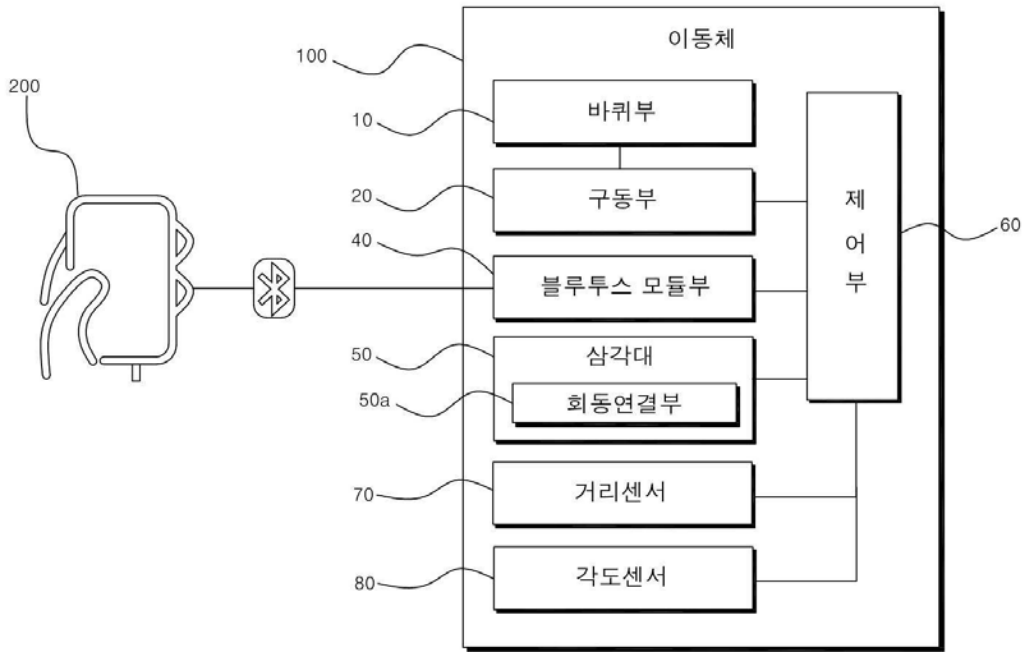 이동체
100
200
바퀴부
10
구동부
20
제어부
60
블루투스 모듈부
40
삼각대
50
회동연결부
50a
거리센서
70
각도센서
80